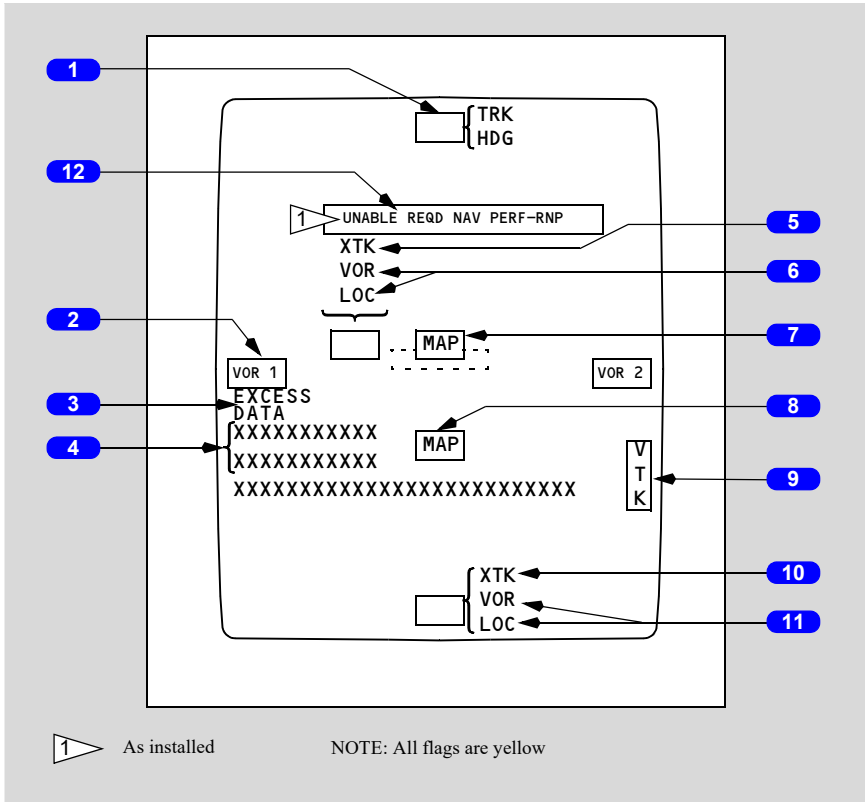 1
TRK
HDG
12
1
UNABLE REQD NAV PERF-RNP
5
XTK
VOR
6
LOC
2
7
MAP
VOR 1
VOR 2
3
EXCESS
DATA
8
4
XXXXXXXXXXX
MAP
XXXXXXXXXXX
V
T
K
9
XXXXXXXXXXXXXXXXXXXXXXXXXX
XTK
10
VOR
LOC
11
1
As installed
NOTE: All flags are yellow